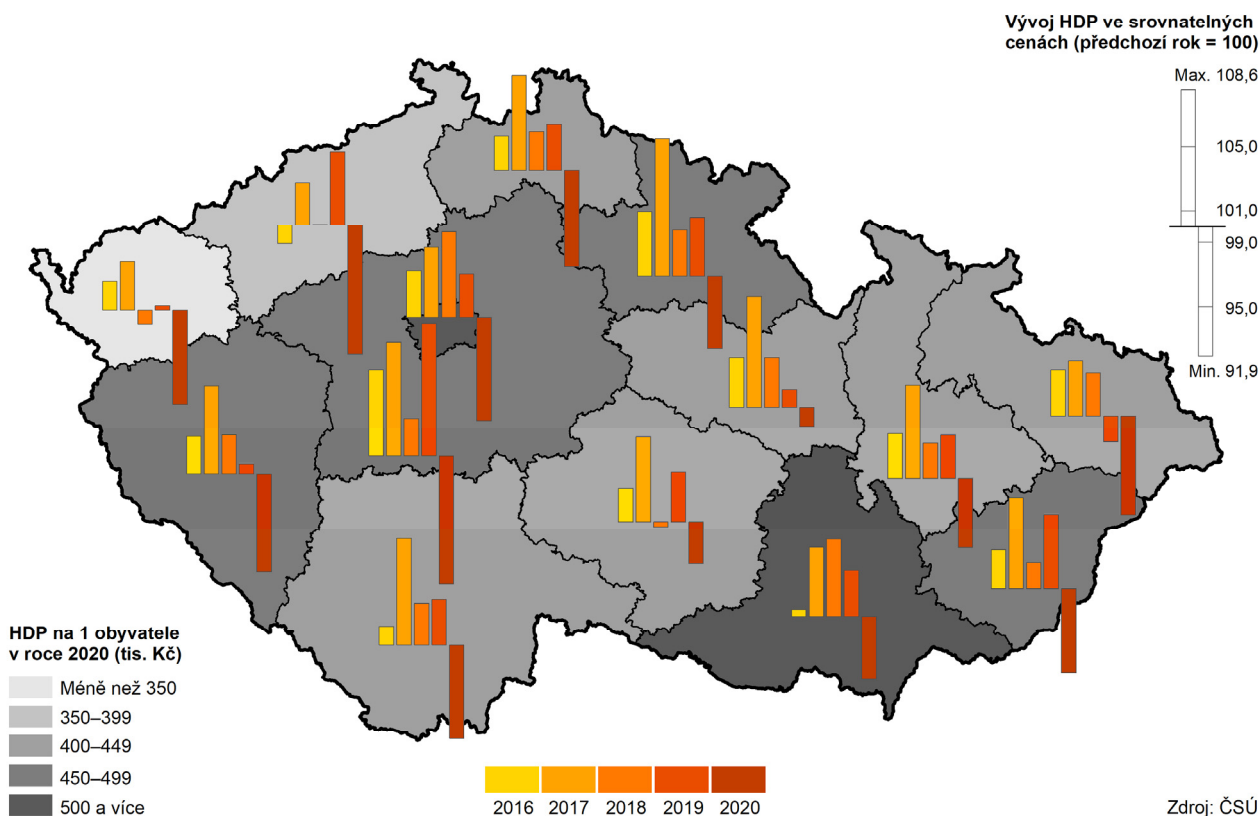 Vývoj HDP ve srovnatelných
cenách (předchozí rok = 100)
Max. 108,6
105,0
101,0
99,0
95,0
Min. 91,9
HDP na 1 obyvatele
v roce 2020 (tis. Kč)
Méně než 350
350–399
400–449
450–499
500 a více
2016 2017 2018 2019 2020
Zdroj: ČSÚ